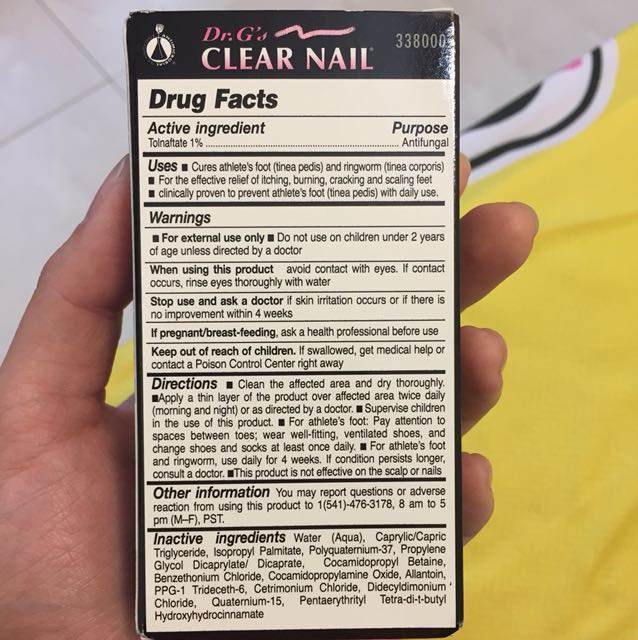 Dr. G's
CLEAR NAIL
338000
Drug Facts
Active ingredient Purpose
Tolnaftate 1% ........ Antifungal
Uses ■ Cures athlete's foot (tinea pedis) and ringworm (tinea corporis)
■ For the effective relief of itching, burning, cracking and scaling feet
■ clinically proven to prevent athlete's foot (tinea pedis) with daily use.
Warnings
■ For external use only ■ Do not use on children under 2 years
of age unless directed by a doctor
When using this product avoid contact with eyes. If contact
occurs, rinse eyes thoroughly with water
Stop use and ask a doctor if skin irritation occurs or if there is
no improvement within 4 weeks
If pregnant/breast-feeding, ask a health professional before use
Keep out of reach of children. If swallowed, get medical help or
contact a Poison Control Center right away
Directions ■ Clean the affected area and dry thoroughly.
■Apply a thin layer of the product over affected area twice daily
(morning and night) or as directed by a doctor. ■ Supervise children
in the use of this product. ■ For athlete's foot: Pay attention to
spaces between toes; wear well-fitting, ventilated shoes, and
change shoes and socks at least once daily. ■ For athlete's foot
and ringworm, use daily for 4 weeks. If condition persists longer,
consult a doctor. ■This product is not effective on the scalp or nails
Other information You may report questions or adverse
reaction from using this product to 1(541)-476-3178, 8 am to 5
pm (M–F), PST.
Inactive ingredients Water (Aqua), Caprylic/Capric
Triglyceride, Isopropyl Palmitate, Polyquaternium-37, Propylene
Glycol Dicaprylate/ Dicaprate, Cocamidopropyl Betaine,
Benzethonium Chloride, Cocamidopropylamine Oxide, Allantoin,
PPG-1 Trideceth-6, Cetrimonium Chloride, Didecyldimonium
Chloride, Quaternium-15, Pentaerythrityl Tetra-di-t-butyl
Hydroxyhydrocinnamate